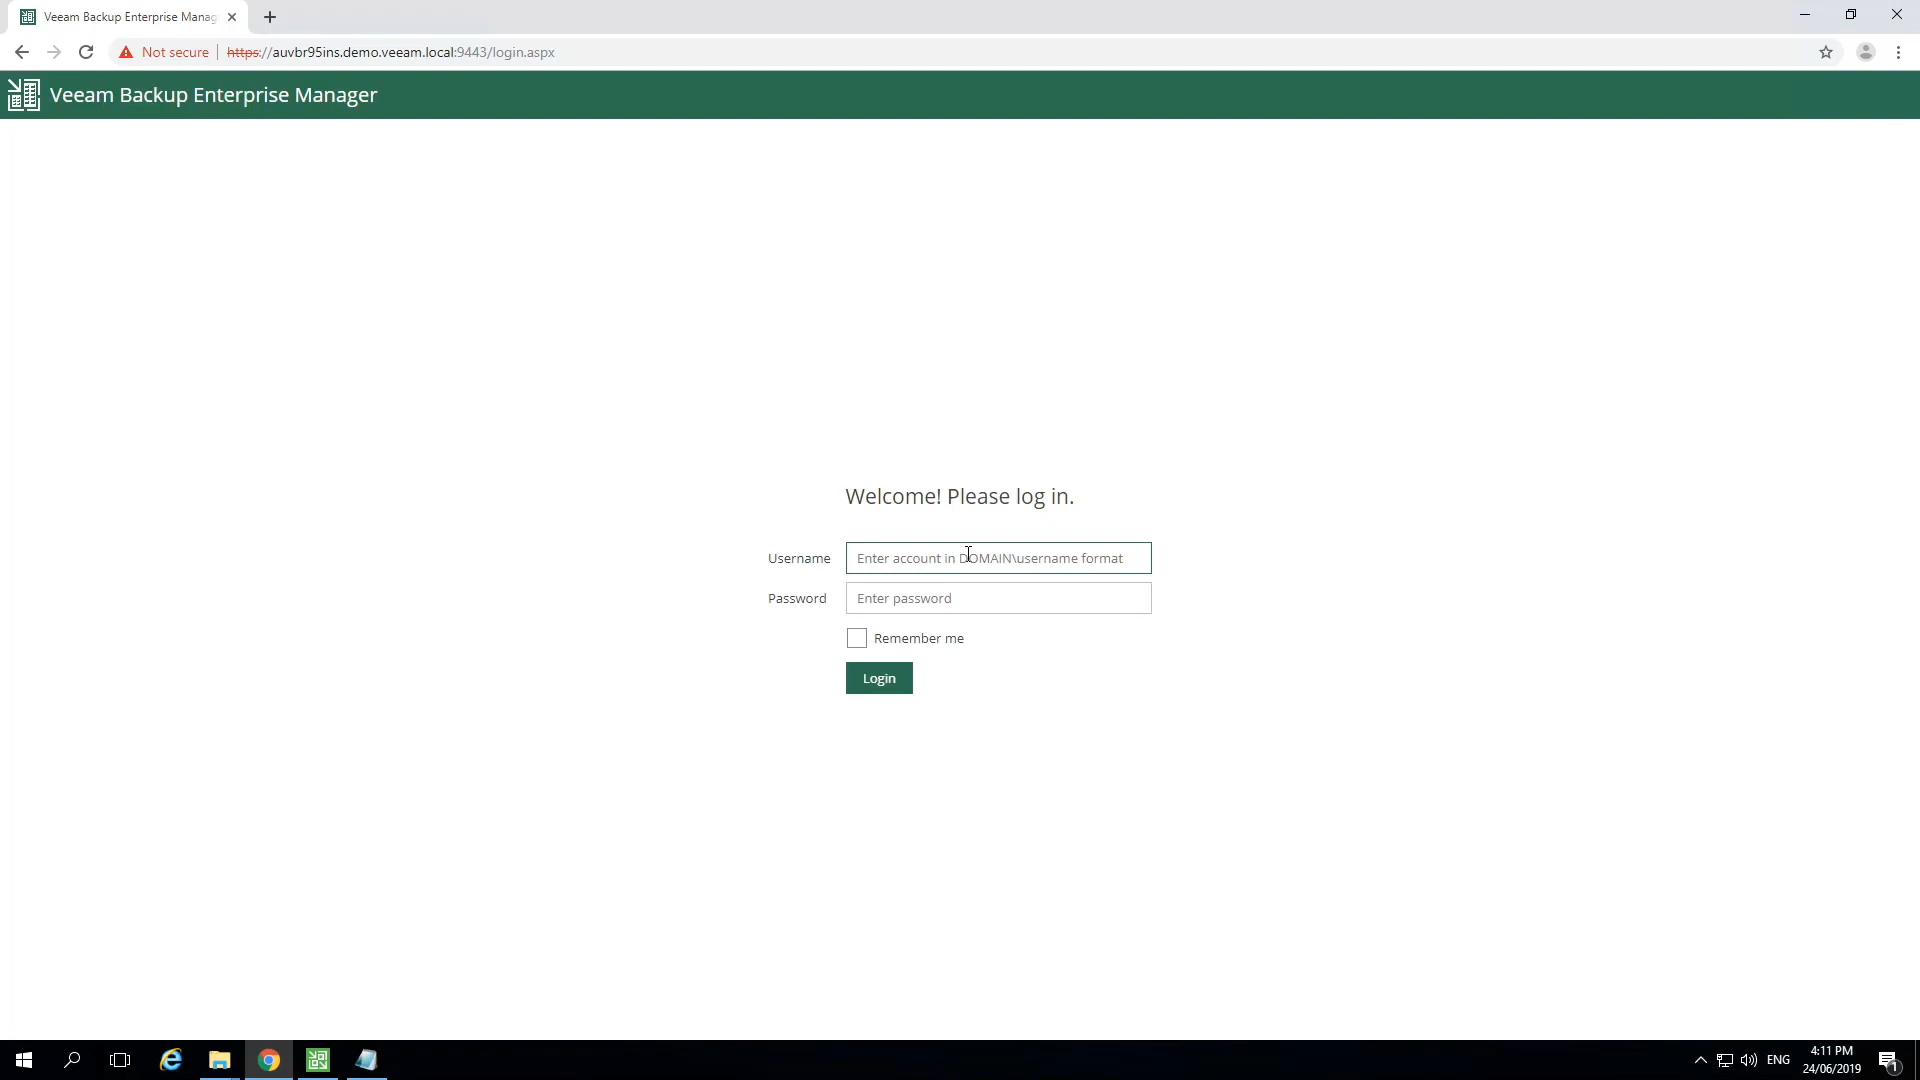 Veeam Backup Enterprise Manag
Not secure
https://auvbr95ins.demo.veeam.local:9443/login.aspx
Veeam Backup Enterprise Manager
Welcome! Please log in.
Username Enter account in DOMAIN\username format
Password Enter password
Remember me
Login
ENG
4:11 PM
24/06/2019
1